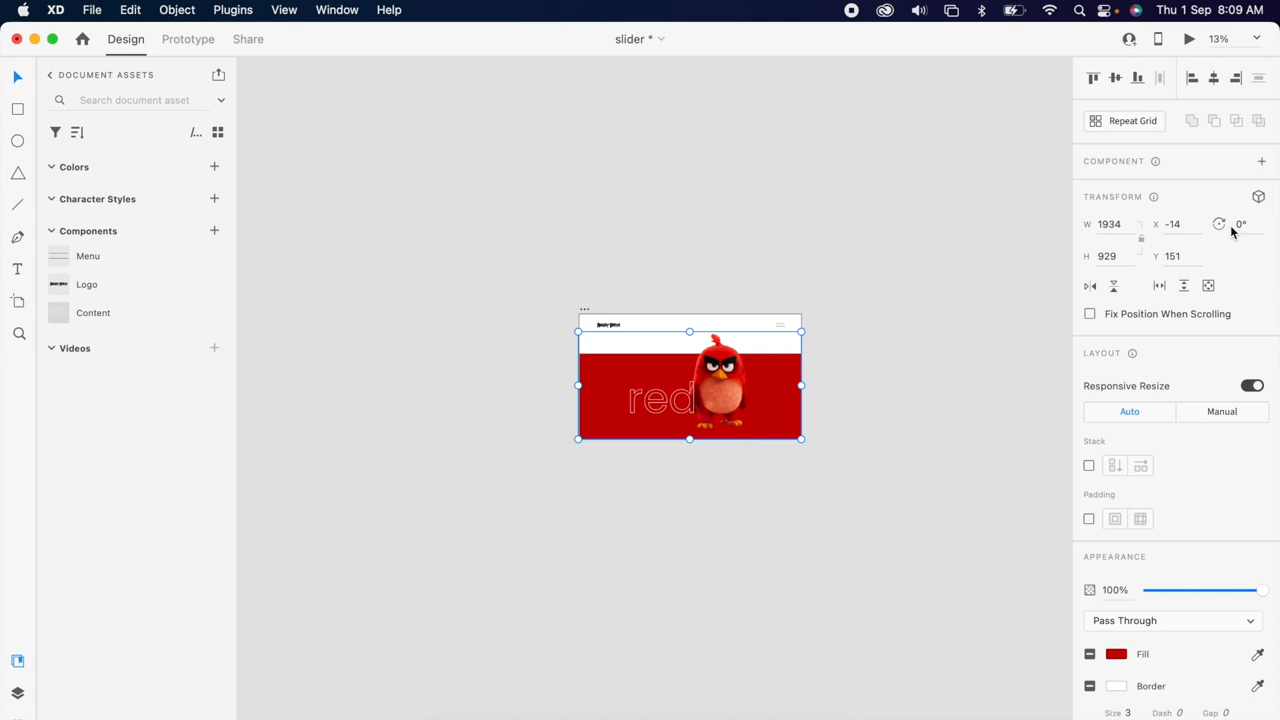 XD File Edit Object Plugins View Window Help Thu 1 Sep 8:09 AM
Design Prototype Share slider * 13%
DOCUMENT ASSETS
Search document asset
Repeat Grid
/...
Colors
COMPONENT
Character Styles
TRANSFORM
Components
W 1934 X -14 0°
Menu
H 929 Y 151
Logo
Content
...
Fix Position When Scrolling
ANGRY BIRDS
Videos
LAYOUT
Responsive Resize
red
Auto Manual
Stack
Padding
APPEARANCE
100%
Pass Through
Fill
Border
Size 3 Dash 0 Gap 0